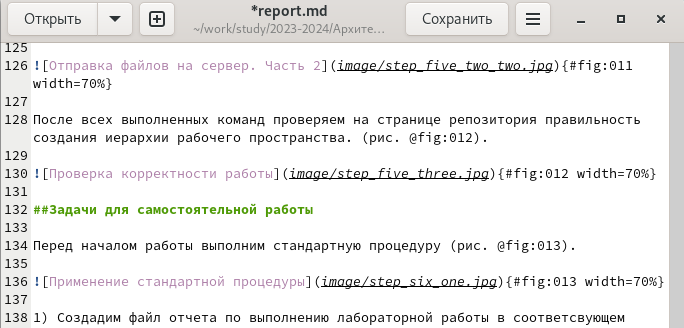 Открыть
*report.md
~/work/study/2023-2024/Архите...
Сохранить
125
126 ![Отправка файлов на сервер. Часть 2](image/step_five_two_two.jpg){#fig:011
width=70%}
127
128 После всех выполненных команд проверяем на странице репозитория правильность
создания иерархии рабочего пространства. (рис. @fig:012).
129
130 ![Проверка корректности работы](image/step_five_three.jpg){#fig:012 width=70%}
131
132 ##Задачи для самостоятельной работы
133
134 Перед началом работы выполним стандартную процедуру (рис. @fig:013).
135
136 ![Применение стандартной процедуры](image/step_six_one.jpg){#fig:013 width=70%}
137
138 1) Создадим файл отчета по выполнению лабораторной работы в соответсвующем